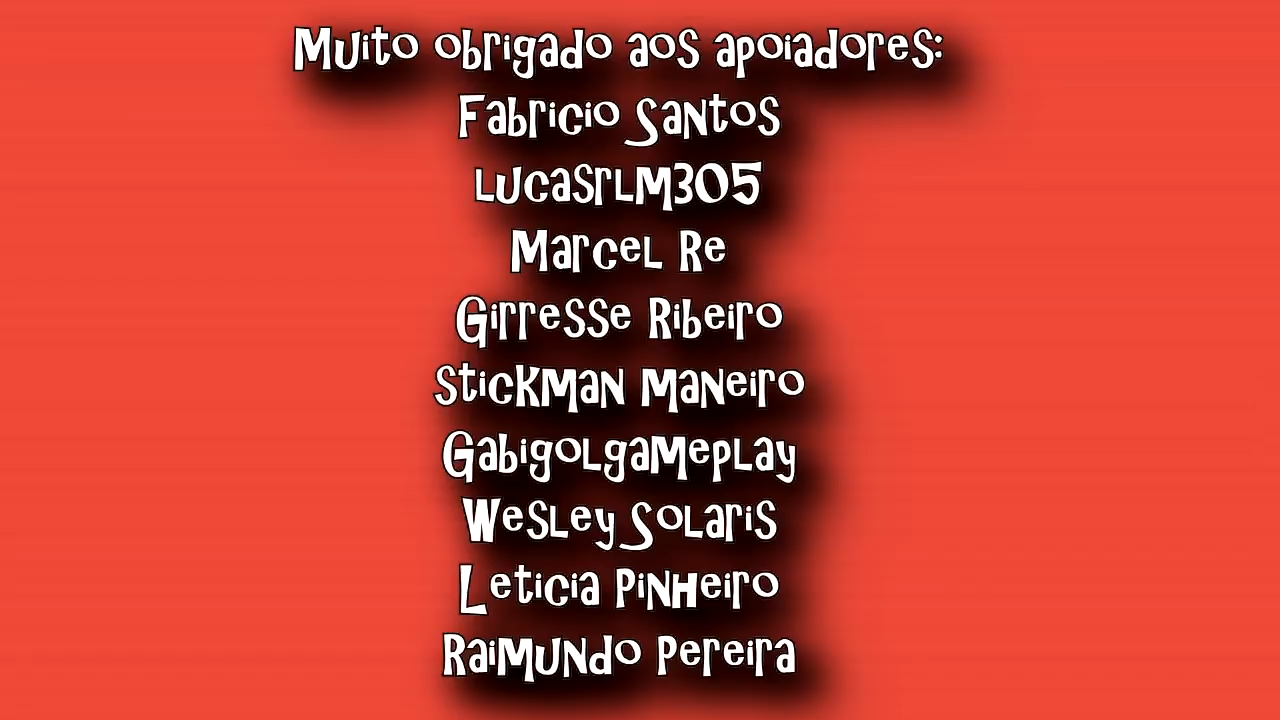 Muito obrigado aos apoiadores:
Fabricio Santos
lucasrlm305
Marcel Re
Girresse Ribeiro
Stickman Maneiro
Gabigolgameplay
Wesley Solaris
Leticia Pinheiro
Raimundo Pereira